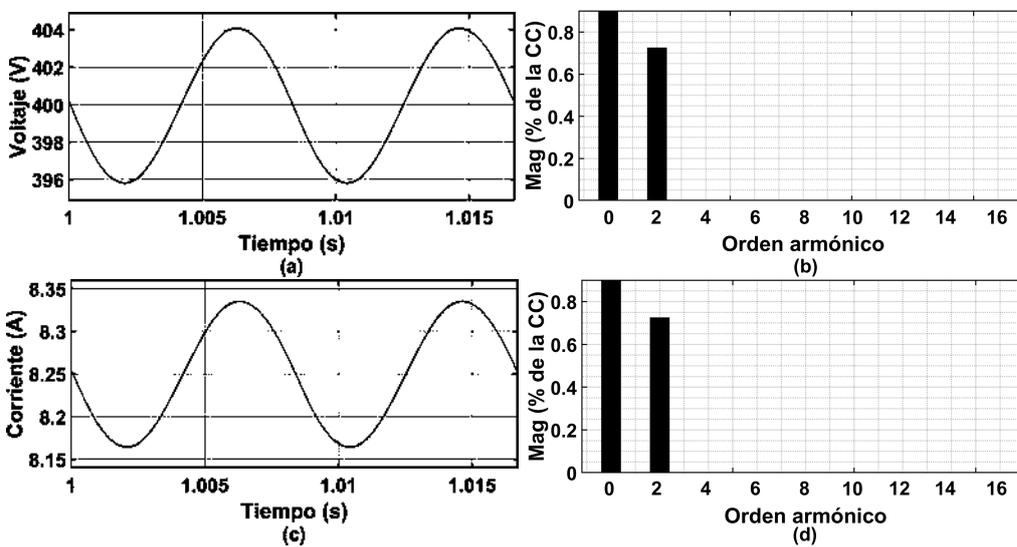 Voltaje (V)
404
402
400
398
396
1 1.005 1.01 1.015
Tiempo (s)
(a)
Mag (% de la CC)
0.8
0.6
0.4
0.2
0
0 2 4 6 8 10 12 14 16
Orden armónico
(b)
Corriente (A)
8.35
8.3
8.25
8.2
8.15
1 1.005 1.01 1.015
Tiempo (s)
(c)
Mag (% de la CC)
0.8
0.6
0.4
0.2
0
0 2 4 6 8 10 12 14 16
Orden armónico
(d)